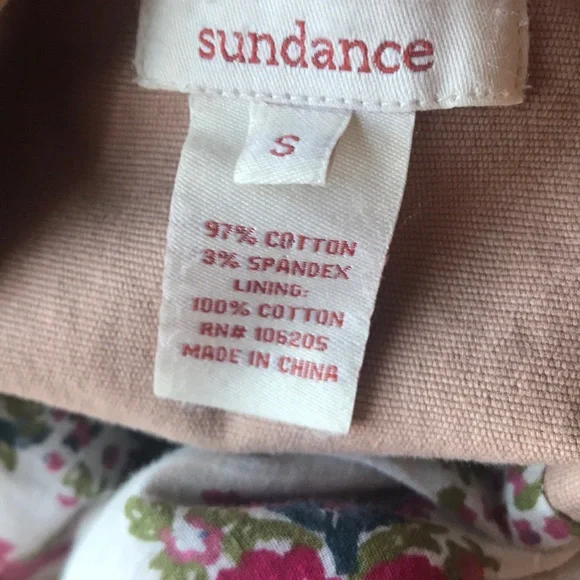 sundance
S
97% COTTON
3% SPANDEX
LINING:
100% COTTON
RN# 106205
MADE IN CHINA